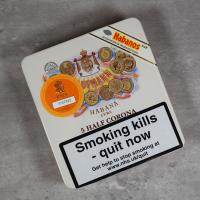 Habanos
HABANA
5 HALF CORONA
Smoking kills
- quit now
Get help to stop smoking at
www.nhs.uk/quit